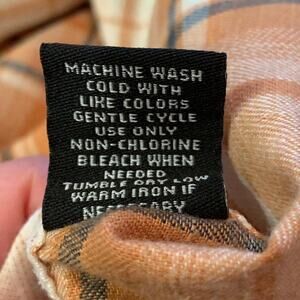 MACHINE WASH
COLD WITH
LIKE COLORS
GENTLE CYCLE
USE ONLY
NON-CHLORINE
BLEACH WHEN
NEEDED
TUMBLE DRY LOW
WARM IRON IF
NECESSARY